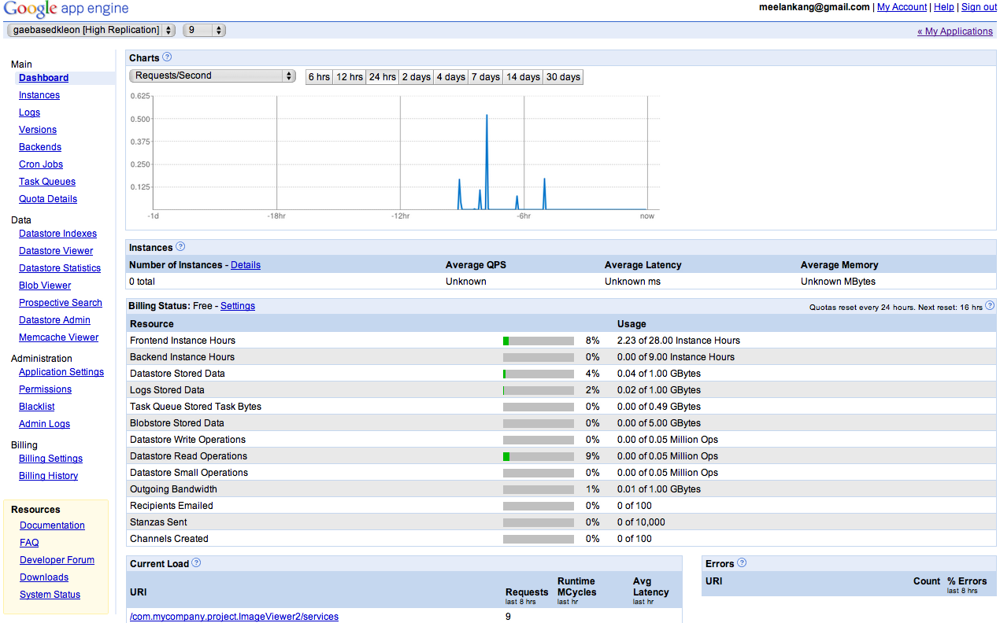 Google app engine
meelankang@gmail.com | My Account | Help | Sign out
gaebasedkleon [High Replication] 9 « My Applications
Main
Dashboard
Instances
Logs
Versions
Backends
Cron Jobs
Task Queues
Quota Details
Data
Datastore Indexes
Datastore Viewer
Datastore Statistics
Blob Viewer
Prospective Search
Datastore Admin
Memcache Viewer
Administration
Application Settings
Permissions
Blacklist
Admin Logs
Billing
Billing Settings
Billing History
Resources
Documentation
FAQ
Developer Forum
Downloads
System Status
Charts ?
Requests/Second 6 hrs 12 hrs 24 hrs 2 days 4 days 7 days 14 days 30 days
0.625
0.500
0.375
0.250
0.125
-1d -18hr -12hr -6hr now
Instances ?
Number of Instances - Details Average QPS Average Latency Average Memory
0 total Unknown Unknown ms Unknown MBytes
Billing Status: Free - Settings Quotas reset every 24 hours. Next reset: 16 hrs ?
Resource Usage
Frontend Instance Hours 8% 2.23 of 28.00 Instance Hours
Backend Instance Hours 0% 0.00 of 9.00 Instance Hours
Datastore Stored Data 4% 0.04 of 1.00 GBytes
Logs Stored Data 2% 0.02 of 1.00 GBytes
Task Queue Stored Task Bytes 0% 0.00 of 0.49 GBytes
Blobstore Stored Data 0% 0.00 of 5.00 GBytes
Datastore Write Operations 0% 0.00 of 0.05 Million Ops
Datastore Read Operations 9% 0.00 of 0.05 Million Ops
Datastore Small Operations 0% 0.00 of 0.05 Million Ops
Outgoing Bandwidth 1% 0.01 of 1.00 GBytes
Recipients Emailed 0% 0 of 100
Stanzas Sent 0% 0 of 10,000
Channels Created 0% 0 of 100
Current Load ?
URI Requests last 8 hrs Runtime MCycles last hr Avg Latency last hr
/com.mycompany.project.ImageViewer2/services 9
Errors ?
URI Count % Errors last 8 hrs